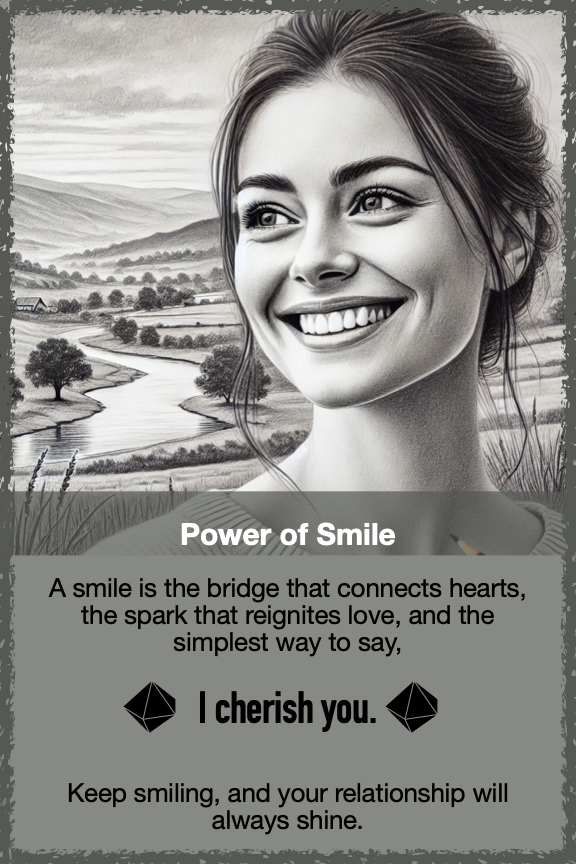 Power of Smile
A smile is the bridge that connects hearts,
the spark that reignites love, and the
simplest way to say,
I cherish you.
Keep smiling, and your relationship will
always shine.